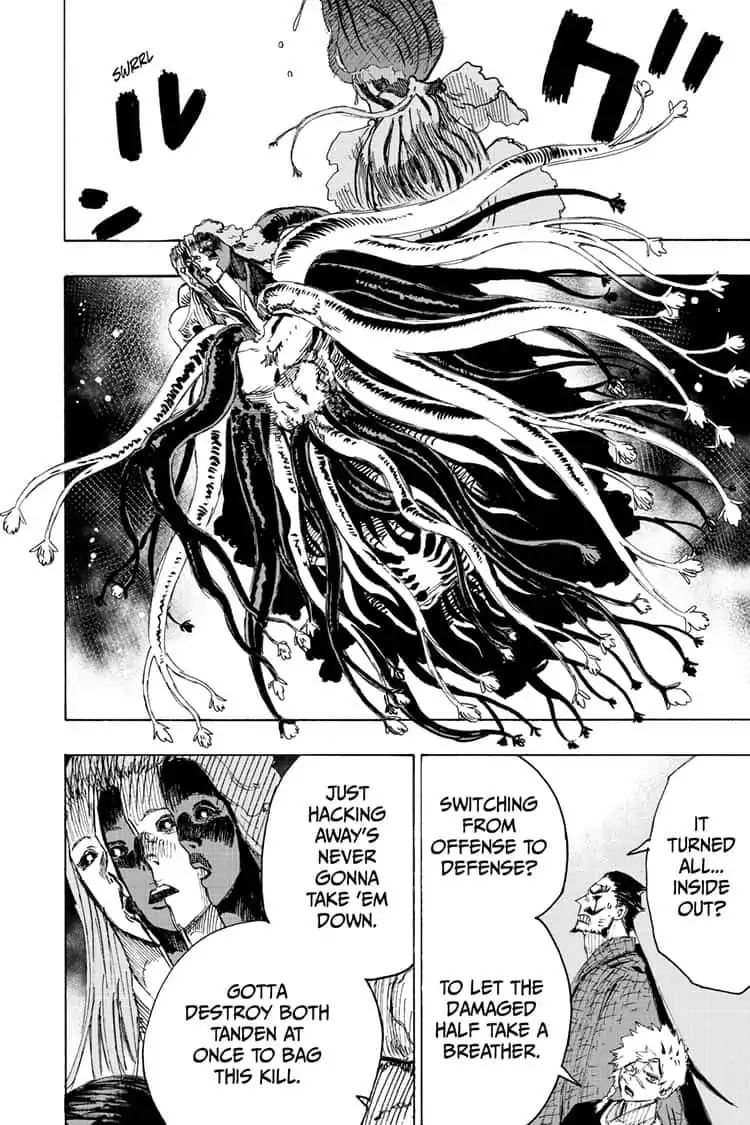 グ
ルン
SWRRL
IT
TURNED
ALL...
INSIDE
OUT?
SWITCHING
FROM
OFFENSE TO
DEFENSE?
TO LET THE
DAMAGED
HALF TAKE A
BREATHER.
JUST
HACKING
AWAY'S
NEVER
GONNA
TAKE 'EM
DOWN.
GOTTA
DESTROY BOTH
TANDEN AT
ONCE TO BAG
THIS KILL.